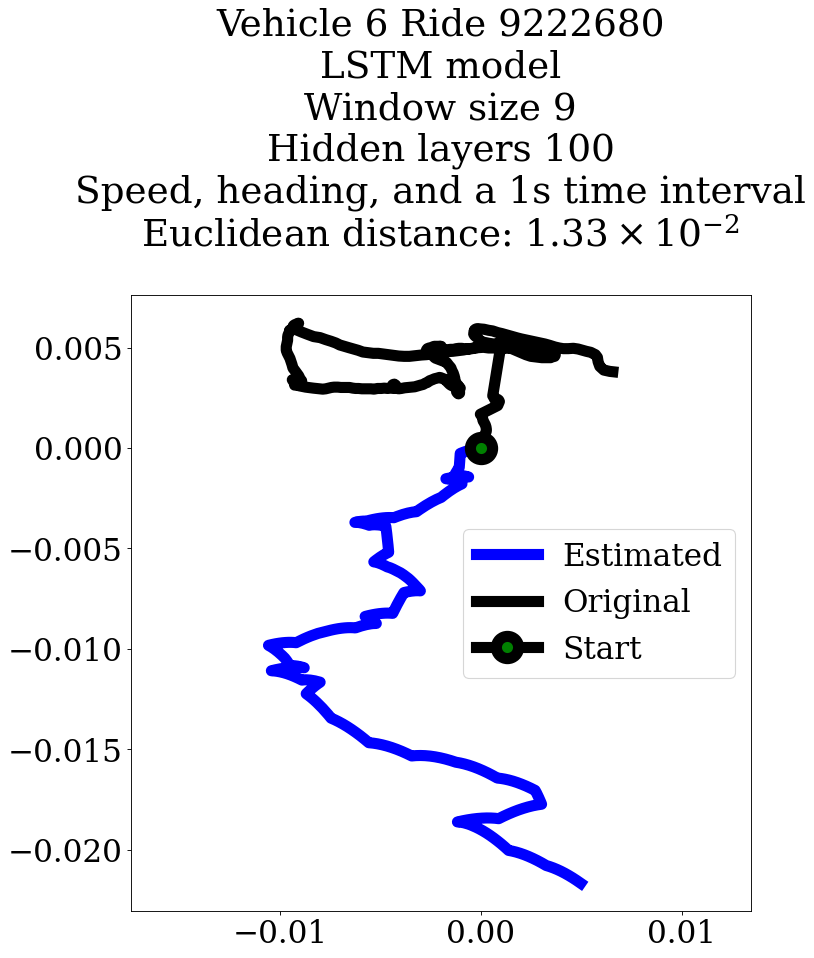 Vehicle 6 Ride 9222680
LSTM model
Window size 9
Hidden layers 100
Speed, heading, and a 1s time interval
Euclidean distance: 1.33 × 10⁻²
0.005
0.000
−0.005
−0.010
−0.015
−0.020
Estimated
Original
Start
−0.01 0.00 0.01